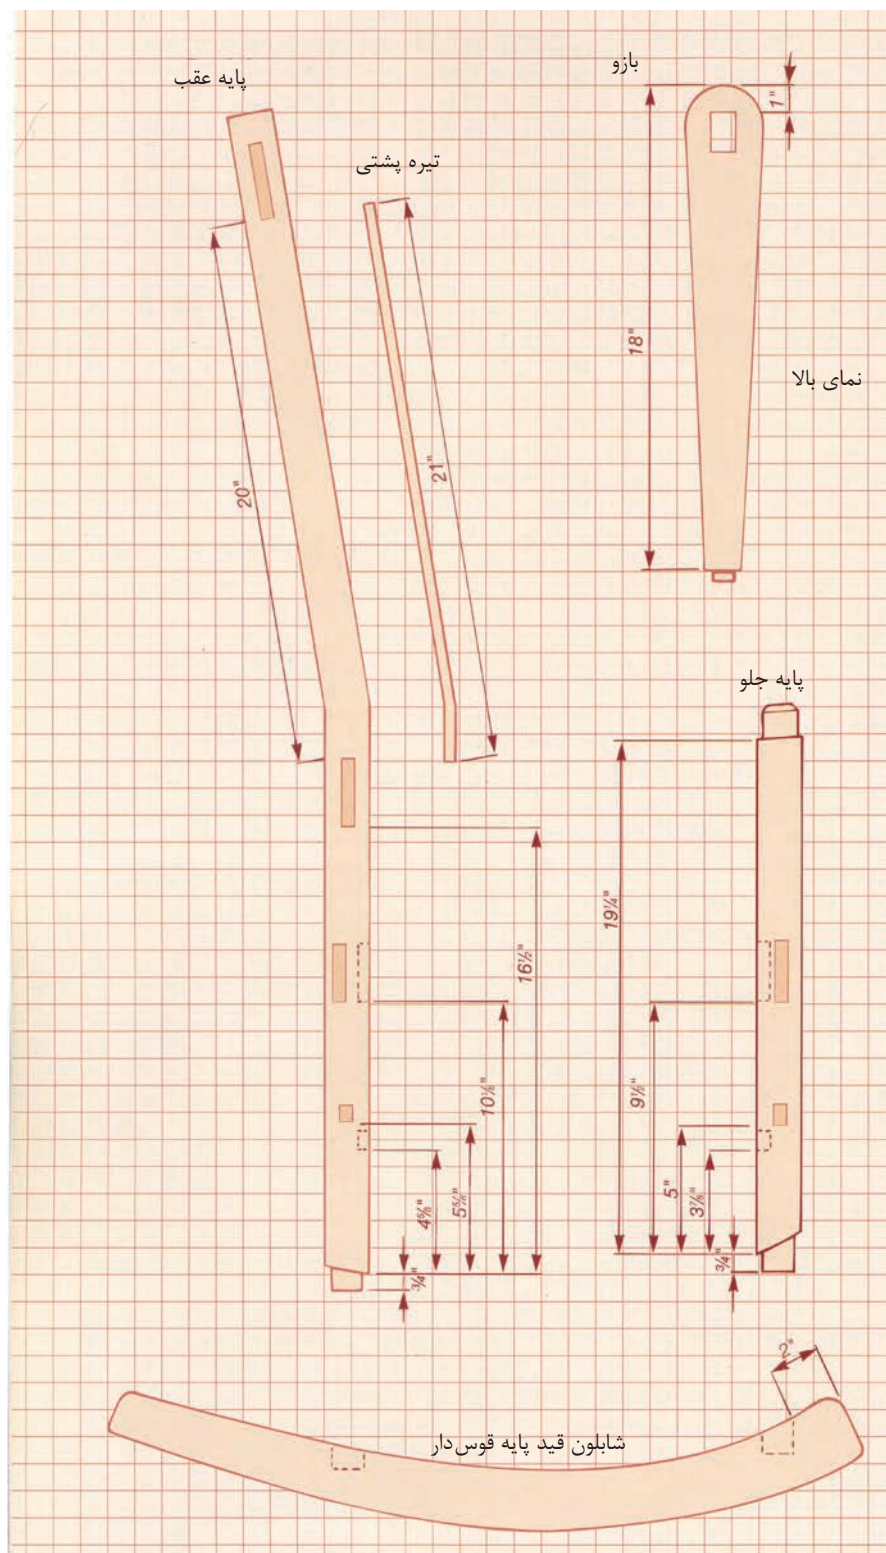 پایه عقب
بازو
1"
تیره پشتی
18"
نمای بالا
20"
21"
پایه جلو
19¼"
16½"
10⅛"
9½"
5⅝"
4⅝"
5"
3⅞"
¾"
¾"
2"
شابلون قید پایه قوس‌دار